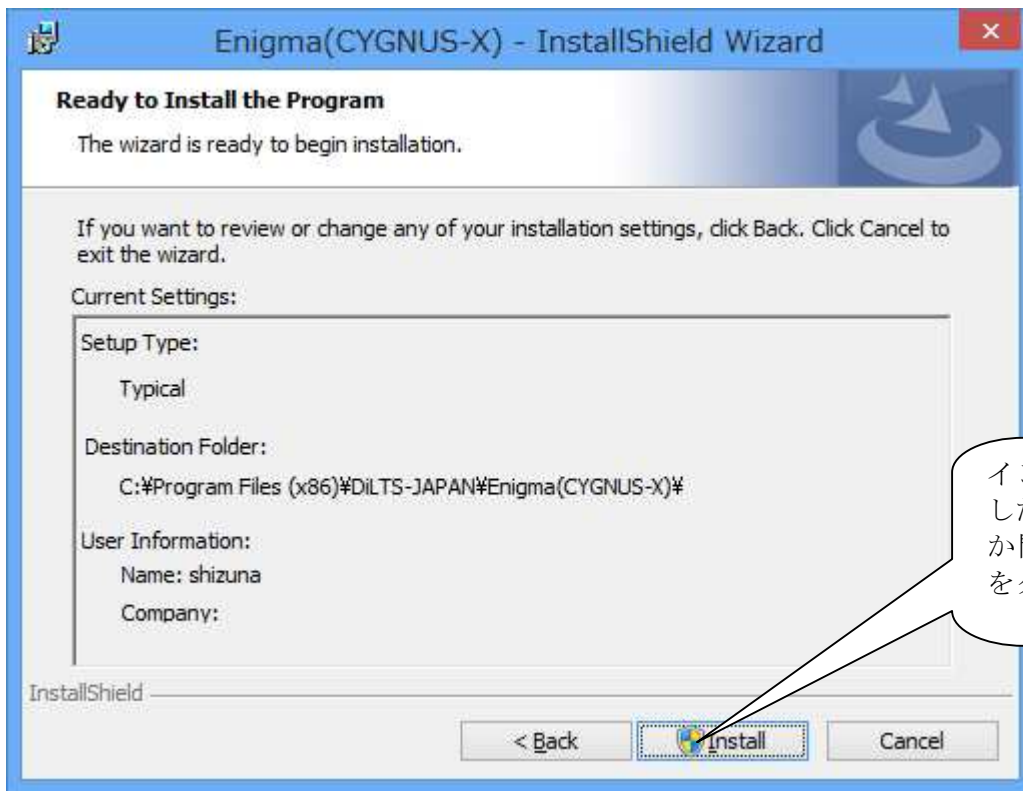 Enigma(CYGNUS-X) - InstallShield Wizard
Ready to Install the Program
The wizard is ready to begin installation.
If you want to review or change any of your installation settings, click Back. Click Cancel to
exit the wizard.
Current Settings:
Setup Type:
Typical
Destination Folder:
C:¥Program Files (x86)¥DiLTS-JAPAN¥Enigma(CYGNUS-X)¥
User Information:
Name: shizuna
Company:
イ
した
か
を
InstallShield
< Back
Install
Cancel